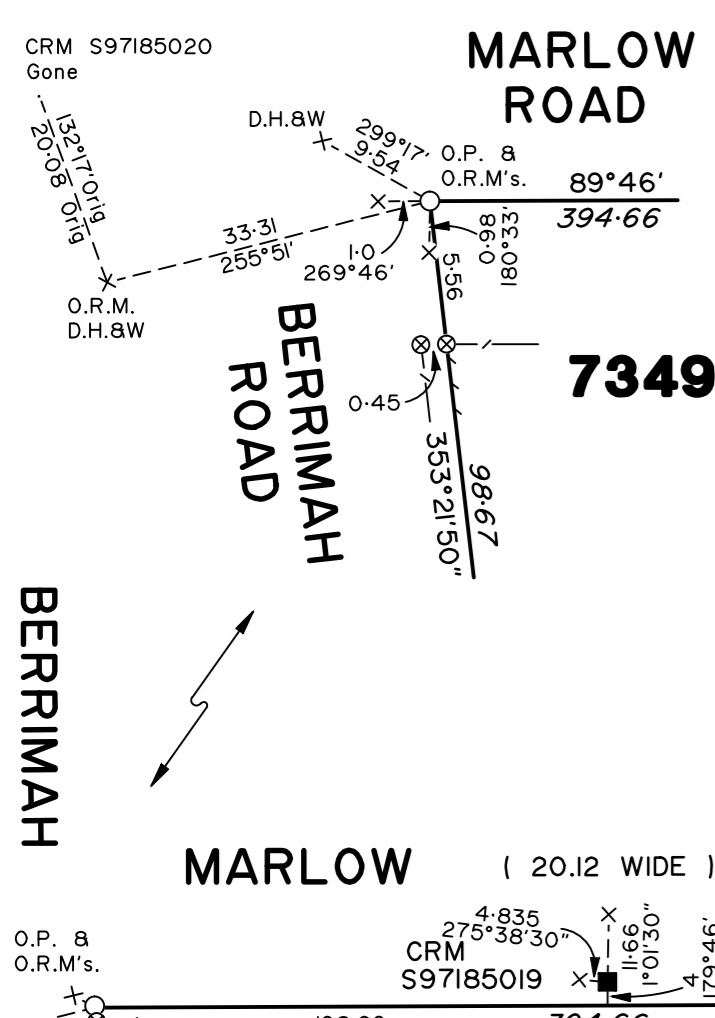 CRM S97185020
Gone
MARLOW
ROAD
132°17'Orig
20·08 Orig
D.H.&W
299°17'
9·54
O.P. &
O.R.M's.
89°46'
394·66
33·31
255°51'
1·0
269°46'
0·98
180°33'
5·56
O.R.M.
D.H.&W
BERRIMAH
ROAD
7349
0·45
353°21'50"
98·67
BERRIMAH
MARLOW
( 20.12 WIDE )
O.P. &
O.R.M's.
4·835
275°38'30"
CRM
S97185019
11·66
1°01'30"
4
179°46'